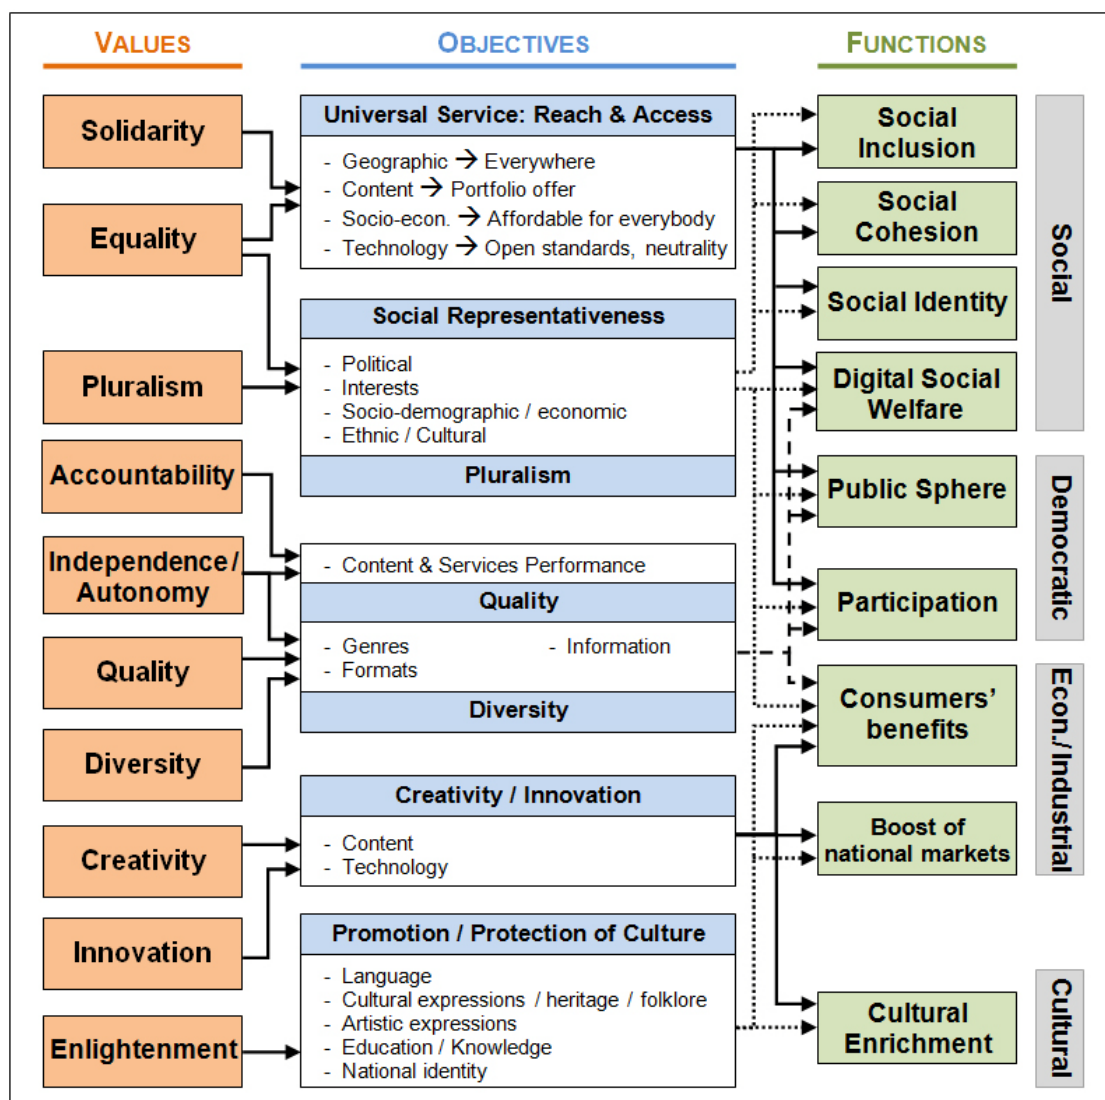 VALUES
OBJECTIVES
FUNCTIONS
Solidarity
Equality
Pluralism
Accountability
Independence/
Autonomy
Quality
Diversity
Creativity
Innovation
Enlightenment
Universal Service: Reach & Access
- Geographic → Everywhere
- Content → Portfolio offer
- Socio-econ. → Affordable for everybody
- Technology → Open standards, neutrality
Social Representativeness
- Political
- Interests
- Socio-demographic / economic
- Ethnic / Cultural
Pluralism
- Content & Services Performance
Quality
- Genres - Information
- Formats
Diversity
Creativity / Innovation
- Content
- Technology
Promotion / Protection of Culture
- Language
- Cultural expressions / heritage / folklore
- Artistic expressions
- Education / Knowledge
- National identity
Social
Inclusion
Social
Cohesion
Social Identity
Digital Social
Welfare
Public Sphere
Participation
Consumers’
benefits
Boost of
national markets
Cultural
Enrichment
Social
Democratic
Econ./Industrial
Cultural